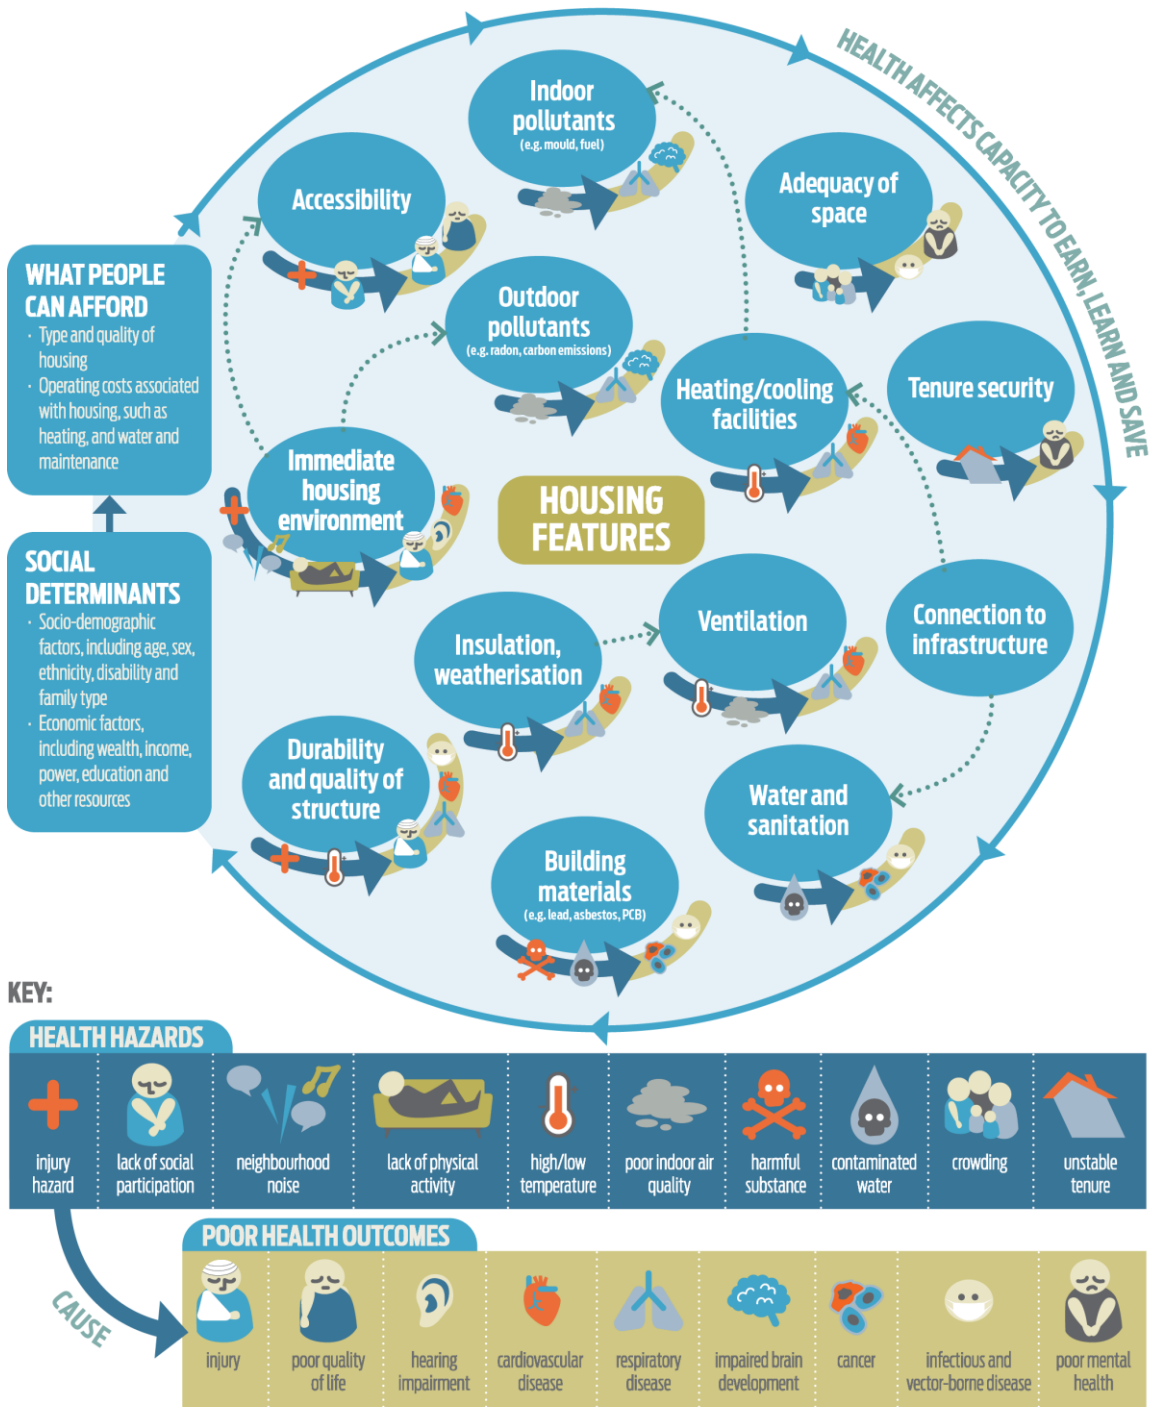 HEALTH AFFECTS CAPACITY TO EARN, LEARN AND SAVE
WHAT PEOPLE
CAN AFFORD
· Type and quality of
housing
· Operating costs associated
with housing, such as
heating, and water and
maintenance
SOCIAL
DETERMINANTS
· Socio-demographic
factors, including age, sex,
ethnicity, disability and
family type
· Economic factors,
including wealth, income,
power, education and
other resources
Indoor
pollutants
(e.g. mould, fuel)
Accessibility
Adequacy of
space
Outdoor
pollutants
(e.g. radon, carbon emissions)
Heating/cooling
facilities
Tenure security
Immediate
housing
environment
HOUSING
FEATURES
Insulation,
weatherisation
Ventilation
Connection to
infrastructure
Durability
and quality of
structure
Water and
sanitation
Building
materials
(e.g. lead, asbestos, PCB)
KEY:
HEALTH HAZARDS
injury
hazard
lack of social
participation
neighbourhood
noise
lack of physical
activity
high/low
temperature
poor indoor air
quality
harmful
substance
contaminated
water
crowding
unstable
tenure
CAUSE
POOR HEALTH OUTCOMES
injury
poor quality
of life
hearing
impairment
cardiovascular
disease
respiratory
disease
impaired brain
development
cancer
infectious and
vector-borne disease
poor mental
health